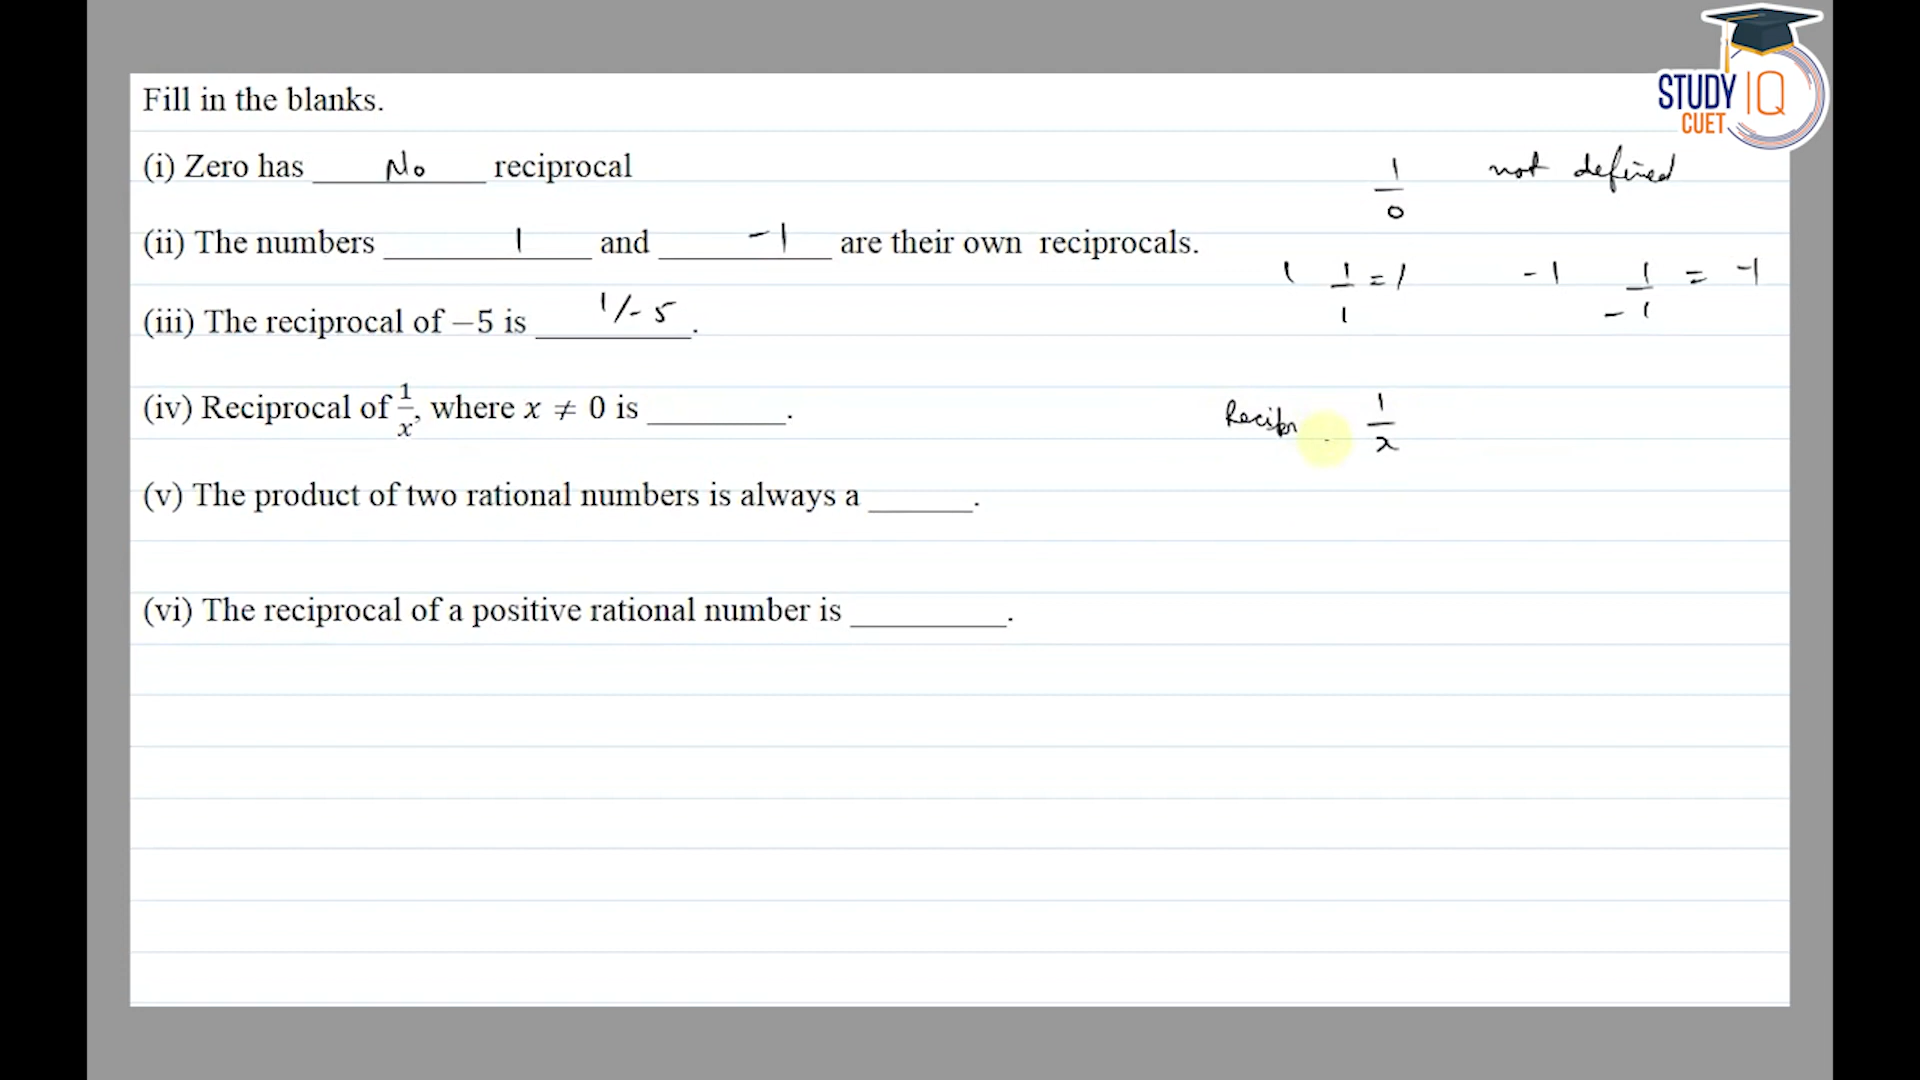 STUDY IQ
CUET
Fill in the blanks.
(i) Zero has No reciprocal
1/0 not defined
(ii) The numbers 1 and -1 are their own reciprocals.
1 1/1 = 1 -1 1/-1 = -1
(iii) The reciprocal of −5 is 1/-5.
(iv) Reciprocal of 1/x, where x ≠ 0 is ________.
Recipr 1/x
(v) The product of two rational numbers is always a ______.
(vi) The reciprocal of a positive rational number is _________.